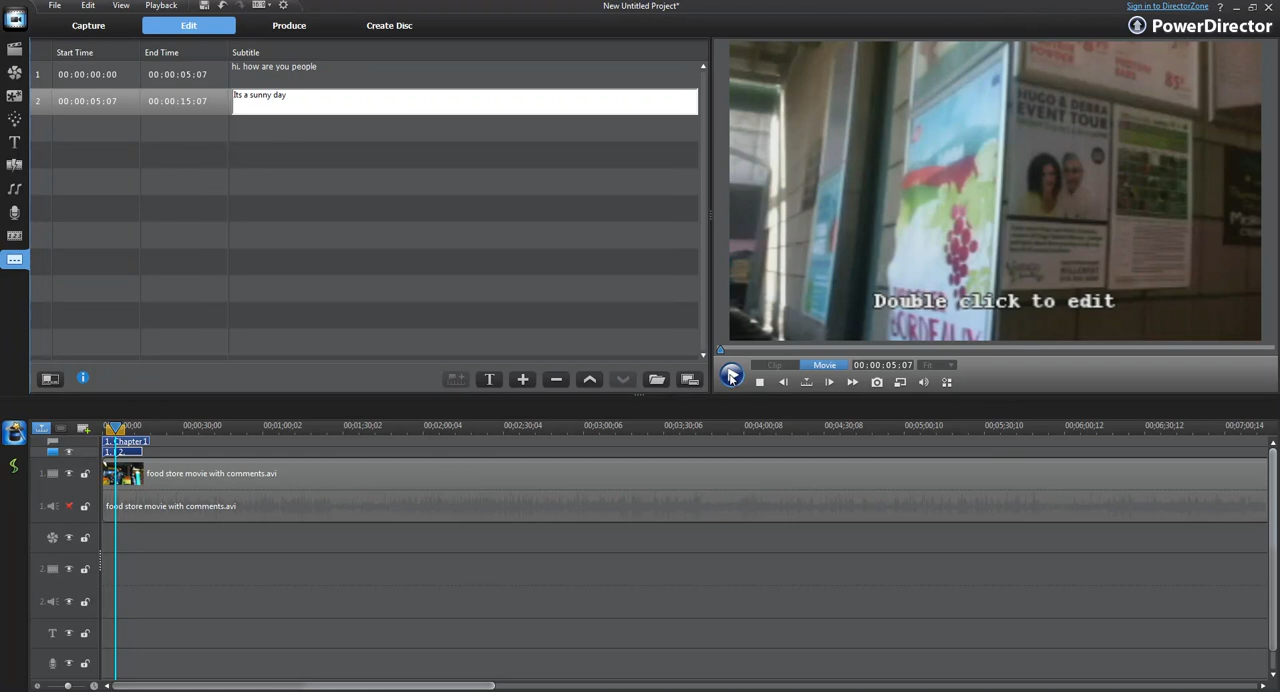 File Edit View Playback
New Untitled Project*
Sign in to DirectorZone ?
Capture Edit Produce Create Disc
PowerDirector
Start Time End Time Subtitle
1 00:00:00:00 00:00:05:07 hi. how are you people
2 00:00:05:07 00:00:15:07 Its a sunny day
HUGO & DEBRA
EVENT TOUR
Double click to edit
BORDEAUX
Clip Movie 00:00:05:07 Fit
T
00;00;30;00 00;01;00;02 00;01;30;02 00;02;00;04 00;02;30;04 00;03;00;06 00;03;30;06 00;04;00;08 00;04;30;08 00;05;00;10 00;05;30;10 00;06;00;12 00;06;30;12 00;07;00;14
1. Chapter 1
1. 2.
1. food store movie with comments.avi
1. food store movie with comments.avi
2.
2.
T